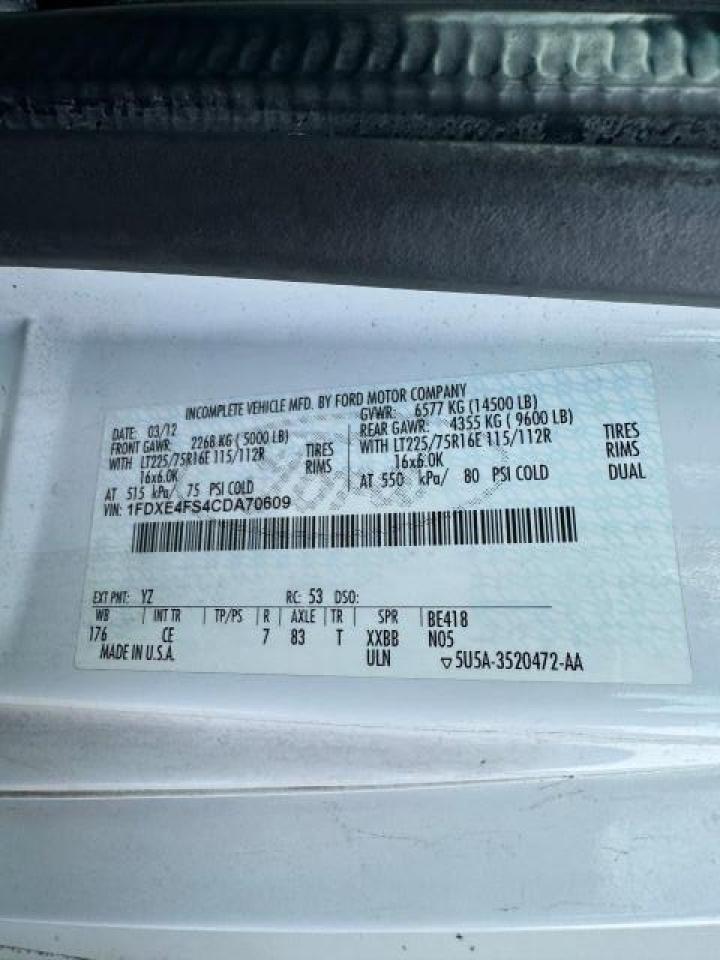 INCOMPLETE VEHICLE MFD. BY FORD MOTOR COMPANY
DATE: 03/12 GVWR: 6577 KG (14500 LB)
FRONT GAWR: 2268 KG ( 5000 LB) REAR GAWR: 4355 KG ( 9600 LB)
WITH LT225/75R16E 115/112R TIRES WITH LT225/75R16E 115/112R TIRES
16x6.0K RIMS 16x6.0K RIMS
AT 515 kPa/ 75 PSI COLD AT 550 kPa/ 80 PSI COLD DUAL
VIN: 1FDXE4FS4CDA70609
EXT PNT: YZ RC: 53 DSO:
WB INT TR TP/PS R AXLE TR SPR BE418
176 CE 7 83 T XXBB N05
MADE IN U.S.A. ULN ▽5U5A-3520472-AA